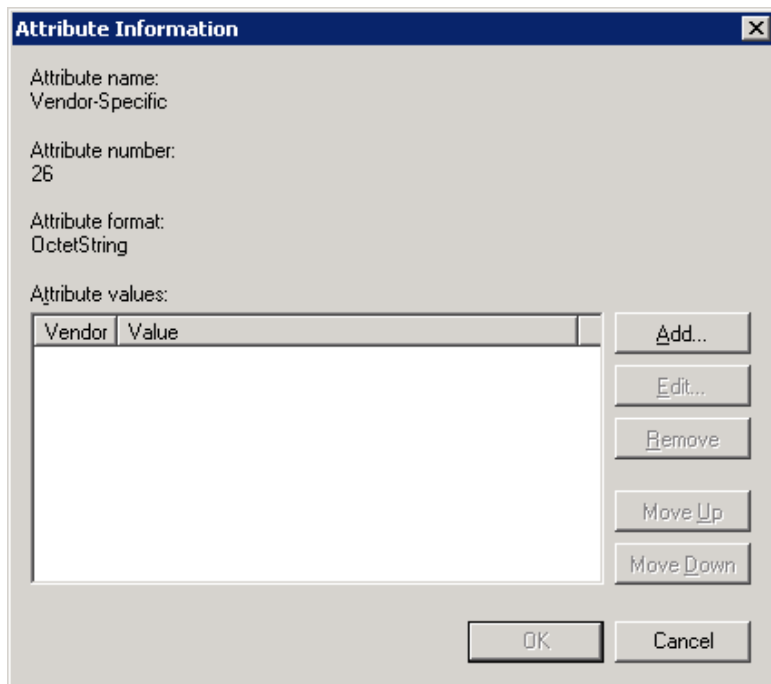 Attribute Information
Attribute name:
Vendor-Specific
Attribute number:
26
Attribute format:
OctetString
Attribute values:
Vendor Value
Add...
Edit...
Remove
Move Up
Move Down
OK Cancel